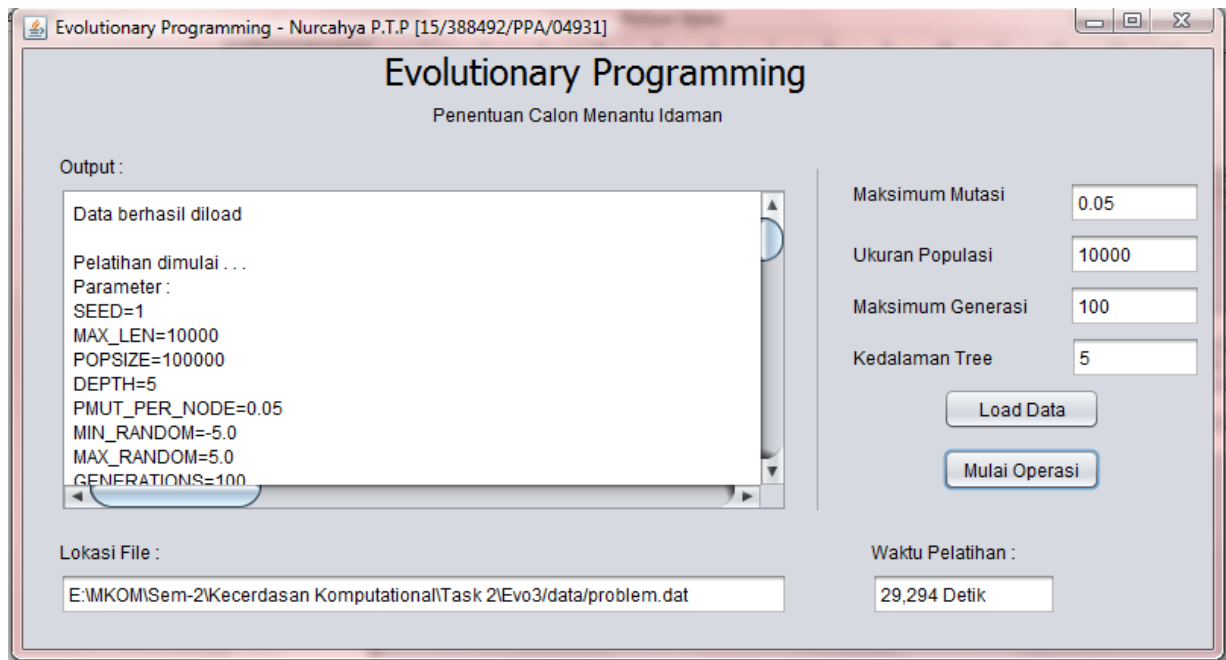 Evolutionary Programming - Nurcahya P.T.P [15/388492/PPA/04931]
Evolutionary Programming
Penentuan Calon Menantu Idaman
Output :
Data berhasil diload
Pelatihan dimulai . . .
Parameter :
SEED=1
MAX_LEN=10000
POPSIZE=100000
DEPTH=5
PMUT_PER_NODE=0.05
MIN_RANDOM=-5.0
MAX_RANDOM=5.0
GENERATIONS=100
Maksimum Mutasi
0.05
Ukuran Populasi
10000
Maksimum Generasi
100
Kedalaman Tree
5
Load Data
Mulai Operasi
Lokasi File :
E:\MKOM\Sem-2\Kecerdasan Komputational\Task 2\Evo3/data/problem.dat
Waktu Pelatihan :
29,294 Detik